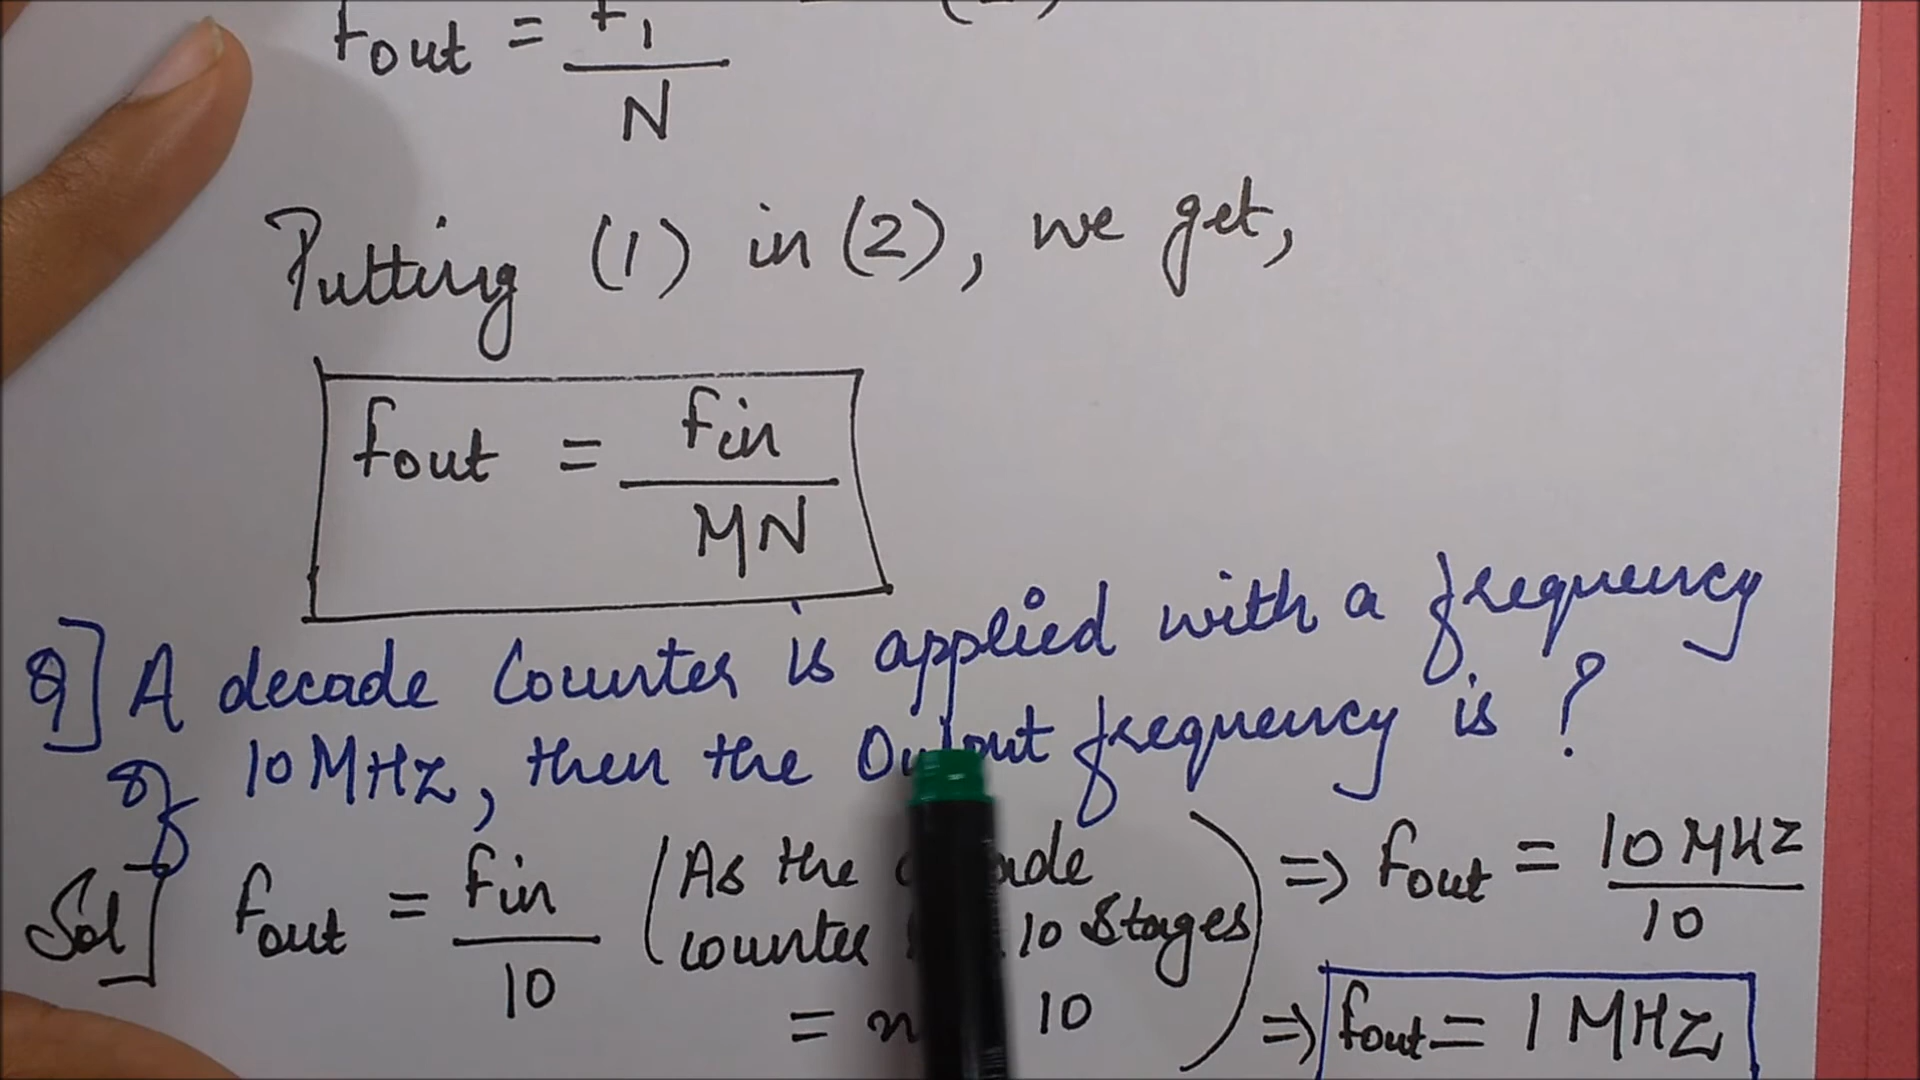 fout = f1
N
Putting (1) in (2), we get,
fout = fin
MN
Q] A decade Counter is applied with a frequency
of 10MHz, then the Output frequency is ?
Sol] fout = fin
10
(As the decade
counter 10 stages
= 10)
=> fout = 10 MHz
10
=> fout = 1 MHz